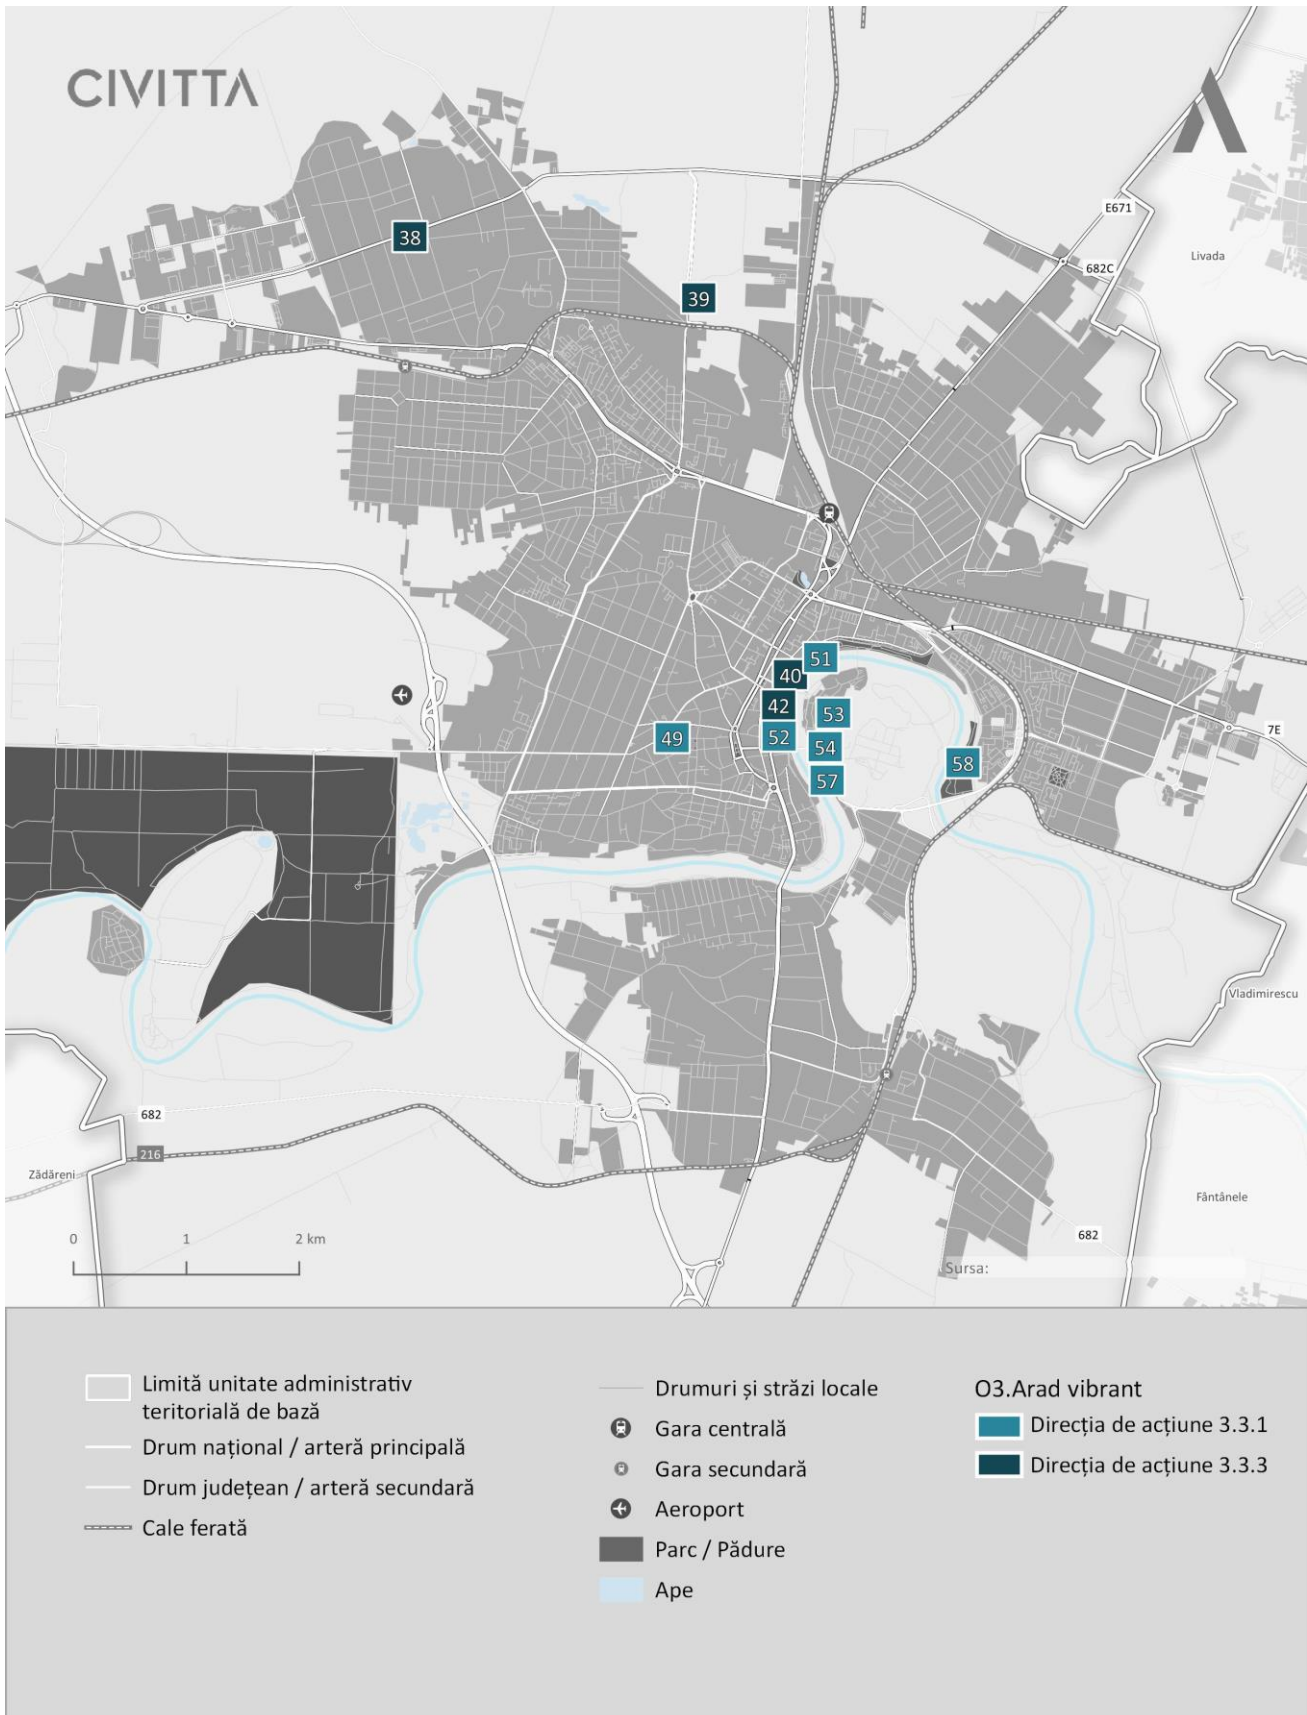 CIVITTA
E671
Livada
682C
38
39
51
40
42
53
49
52
54
58
57
7E
Vladimirescu
682
216
Zădăreni
Fântânele
682
0 1 2 km
Sursa:
Limită unitate administrativ
teritorială de bază
Drum național / arteră principală
Drum județean / arteră secundară
Cale ferată
Drumuri și străzi locale
Gara centrală
Gara secundară
Aeroport
Parc / Pădure
Ape
O3.Arad vibrant
Direcția de acțiune 3.3.1
Direcția de acțiune 3.3.3